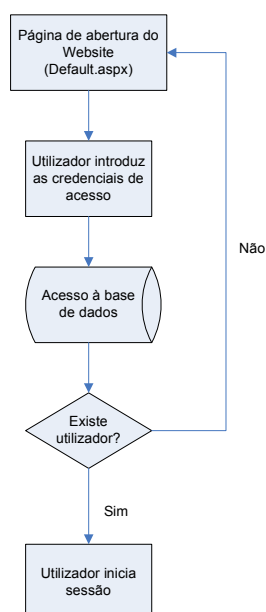 Página de abertura do
Website
(Default.aspx)
Utilizador introduz
as credenciais de
acesso
Não
Acesso à base
de dados
Existe
utilizador?
Sim
Utilizador inicia
sessão